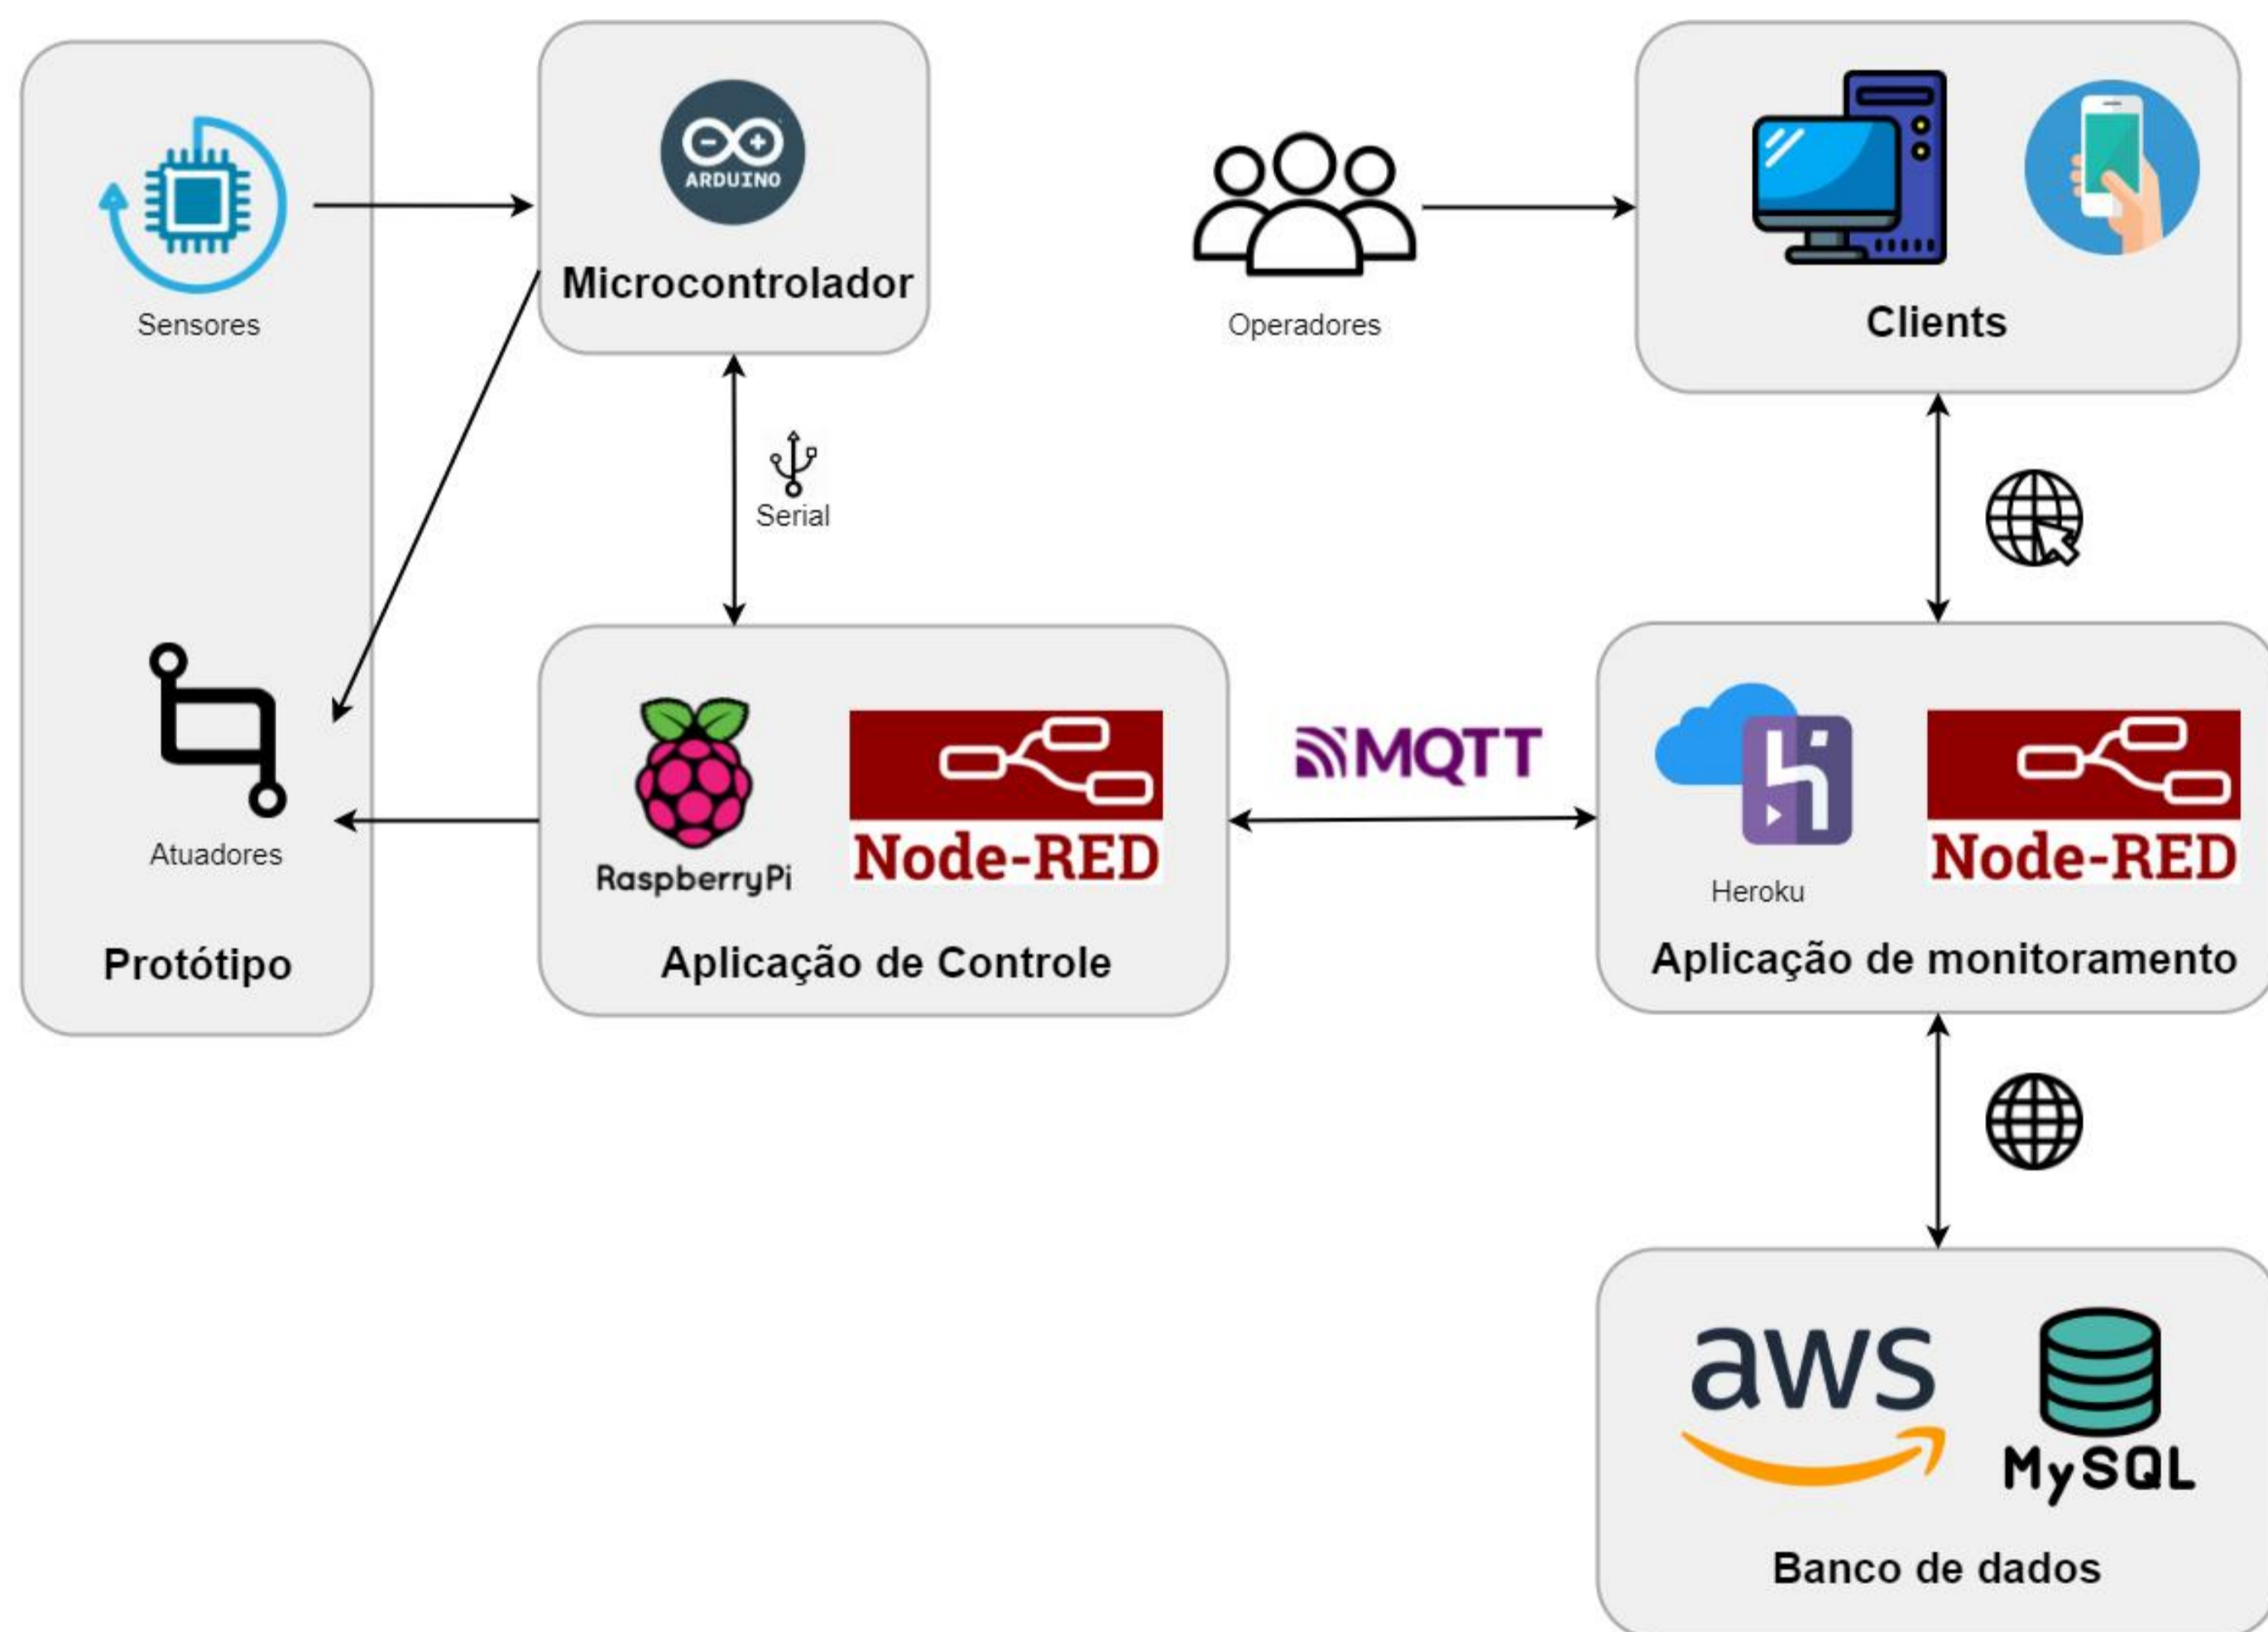 ARDUINO
Microcontrolador
Sensores
Operadores
Clients
Serial
Atuadores
Protótipo
RaspberryPi
Node-RED
Aplicação de Controle
MQTT
Heroku
Node-RED
Aplicação de monitoramento
aws
MySQL
Banco de dados